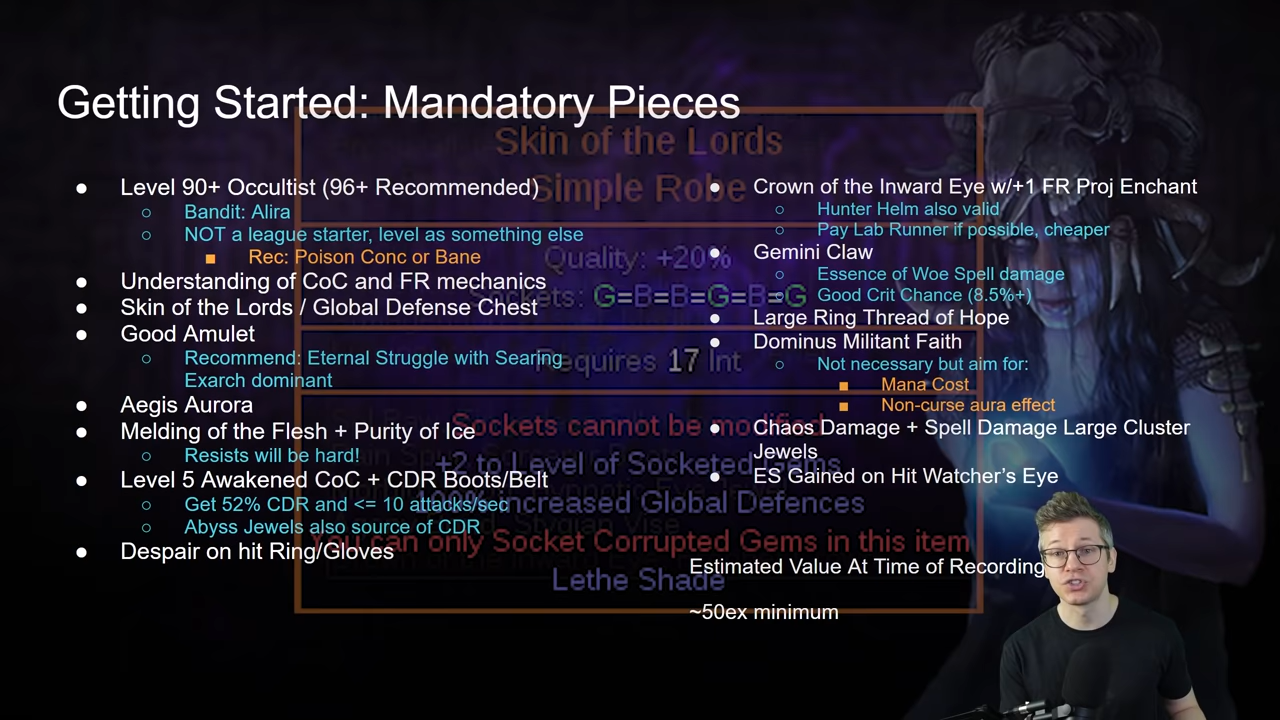 Getting Started: Mandatory Pieces
Level 90+ Occultist (96+ Recommended)
Bandit: Alira
NOT a league starter, level as something else
Rec: Poison Conc or Bane
Understanding of CoC and FR mechanics
Skin of the Lords / Global Defense Chest
Good Amulet
Recommend: Eternal Struggle with Searing
Exarch dominant
Aegis Aurora
Melding of the Flesh + Purity of Ice
Resists will be hard!
Level 5 Awakened CoC + CDR Boots/Belt
Get 52% CDR and <= 10 attacks/sec
Abyss Jewels also source of CDR
Despair on hit Ring/Gloves
Crown of the Inward Eye w/+1 FR Proj Enchant
Hunter Helm also valid
Pay Lab Runner if possible, cheaper
Gemini Claw
Essence of Woe Spell damage
Good Crit Chance (8.5%+)
Large Ring Thread of Hope
Dominus Militant Faith
Not necessary but aim for:
Mana Cost
Non-curse aura effect
Chaos Damage + Spell Damage Large Cluster
Jewels
ES Gained on Hit Watcher's Eye
Estimated Value At Time of Recording
~50ex minimum
Skin of the Lords
Simple Robe
Quality: +20%
Sockets: G=B=B=G=B=G
Requires 17 Int
Sockets cannot be modified
+2 to Level of Socketed Gems
100% increased Global Defences
You can only Socket Corrupted Gems in this item
Lethe Shade